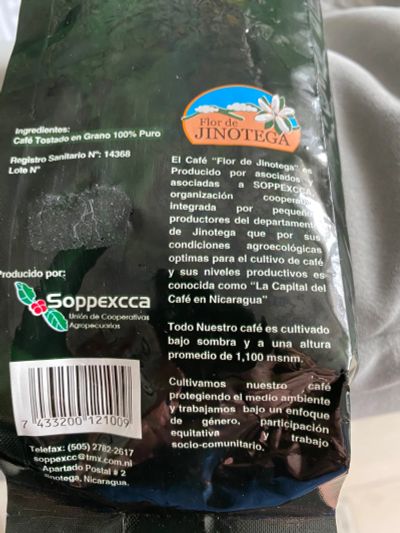 Flor de
JINOTEGA
Ingredientes:
Café Tostado en Grano 100% Puro
Registro Sanitario N°: 14368
Lote N°
El Café "Flor de Jinotega" es
Producido por asociados y
asociadas a SOPPEXCCA,
organización cooperativa
integrada por pequeños
productores del departamento
de Jinotega que por sus
condiciones agroecológicas
optimas para el cultivo de café
y sus niveles productivos es
conocida como "La Capital del
Café en Nicaragua"
Todo Nuestro café es cultivado
bajo sombra y a una altura
promedio de 1,100 msnm.
Cultivamos nuestro café
protegiendo el medio ambiente
y trabajamos bajo un enfoque
de género, participación
equitativa y trabajo
socio-comunitario.
Producido por:
Soppexcca
Unión de Cooperativas
Agropecuarias
7 433200 121009
Telefax: (505) 2782-2617
soppexcc@tmx.com.ni
Apartado Postal # 2
Jinotega, Nicaragua.